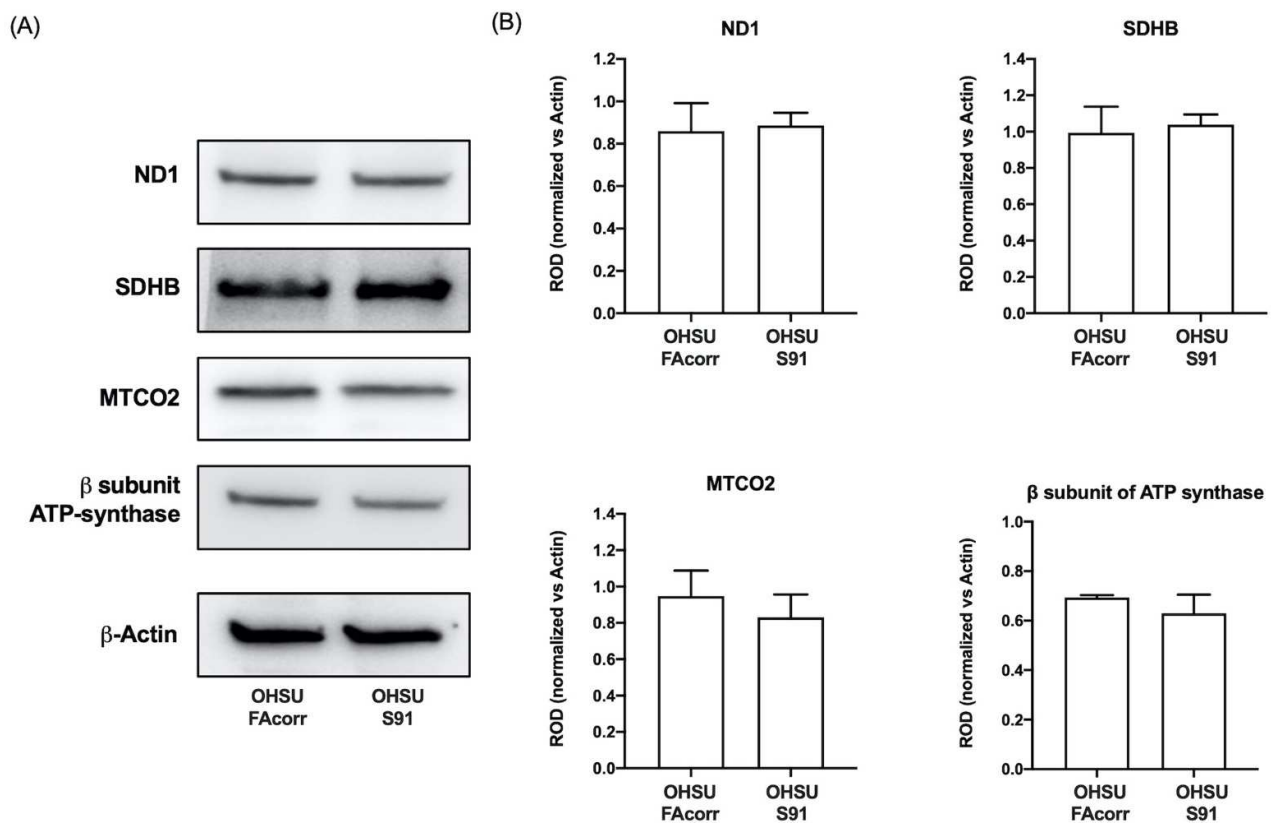 (A)
ND1
SDHB
MTCO2
β subunit
ATP-synthase
β-Actin
OHSU
FAcorr
OHSU
S91
(B)
ND1
ROD (normalized vs Actin)
1.2
1.0
0.8
0.6
0.4
0.2
0.0
OHSU
FAcorr
OHSU
S91
SDHB
ROD (normalized vs Actin)
1.4
1.2
1.0
0.8
0.6
0.4
0.2
0.0
OHSU
FAcorr
OHSU
S91
MTCO2
ROD (normalized vs Actin)
1.4
1.2
1.0
0.8
0.6
0.4
0.2
0.0
OHSU
FAcorr
OHSU
S91
β subunit of ATP synthase
ROD (normalized vs Actin)
1.0
0.8
0.6
0.4
0.2
0.0
OHSU
FAcorr
OHSU
S91